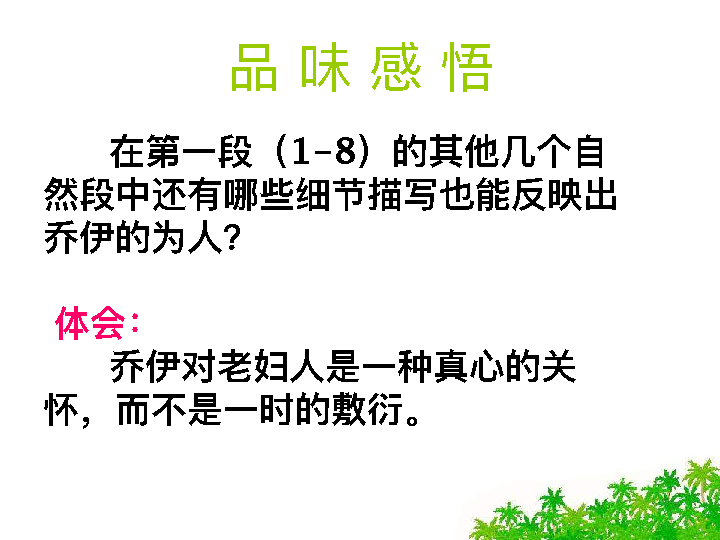 品 味 感 悟
在第一段（1-8）的其他几个自
然段中还有哪些细节描写也能反映出
乔伊的为人?
体会：
乔伊对老妇人是一种真心的关
怀，而不是一时的敷衍。